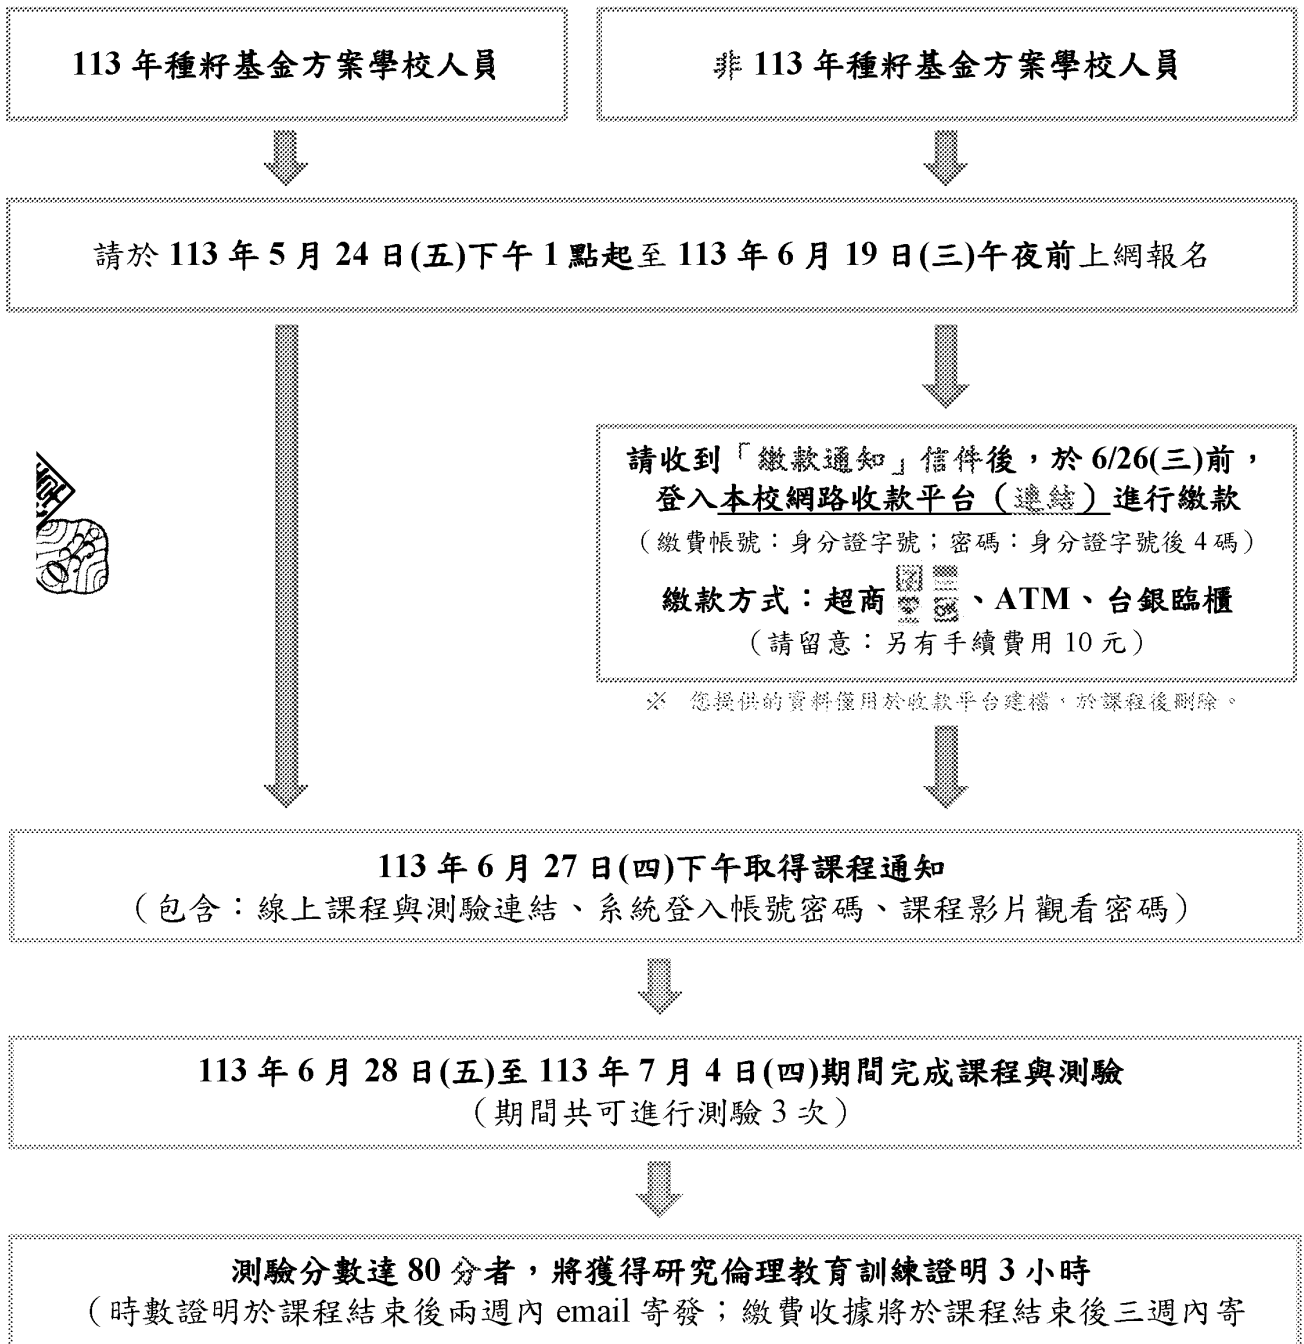 113 年種籽基金方案學校人員
非 113 年種籽基金方案學校人員
請於 113 年 5 月 24 日(五)下午 1 點起至 113 年 6 月 19 日(三)午夜前上網報名
請收到「繳款通知」信件後，於 6/26(三)前，
登入本校網路收款平台（連結）進行繳款
（繳費帳號：身分證字號；密碼：身分證字號後 4 碼）
繳款方式：超商、ATM、台銀臨櫃
（請留意：另有手續費用 10 元）
※ 您提供的資料僅用於收款平台建檔，於課程後刪除。
113 年 6 月 27 日(四)下午取得課程通知
（包含：線上課程與測驗連結、系統登入帳號密碼、課程影片觀看密碼）
113 年 6 月 28 日(五)至 113 年 7 月 4 日(四)期間完成課程與測驗
（期間共可進行測驗 3 次）
測驗分數達 80 分者，將獲得研究倫理教育訓練證明 3 小時
（時數證明於課程結束後兩週內 email 寄發；繳費收據將於課程結束後三週內寄